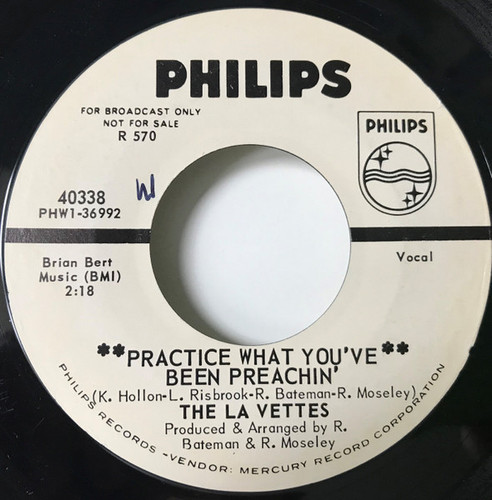 PHILIPS
FOR BROADCAST ONLY
NOT FOR SALE
R 570
PHILIPS
40338
W
PHW1-36992
Brian Bert
Music (BMI)
2:18
Vocal
**PRACTICE WHAT YOU'VE**
BEEN PREACHIN'
(K. Hollon-L. Risbrook-R. Bateman-R. Moseley)
THE LA VETTES
Produced & Arranged by R.
Bateman & R. Moseley
PHILIPS RECORDS -VENDOR: MERCURY RECORD CORPORATION